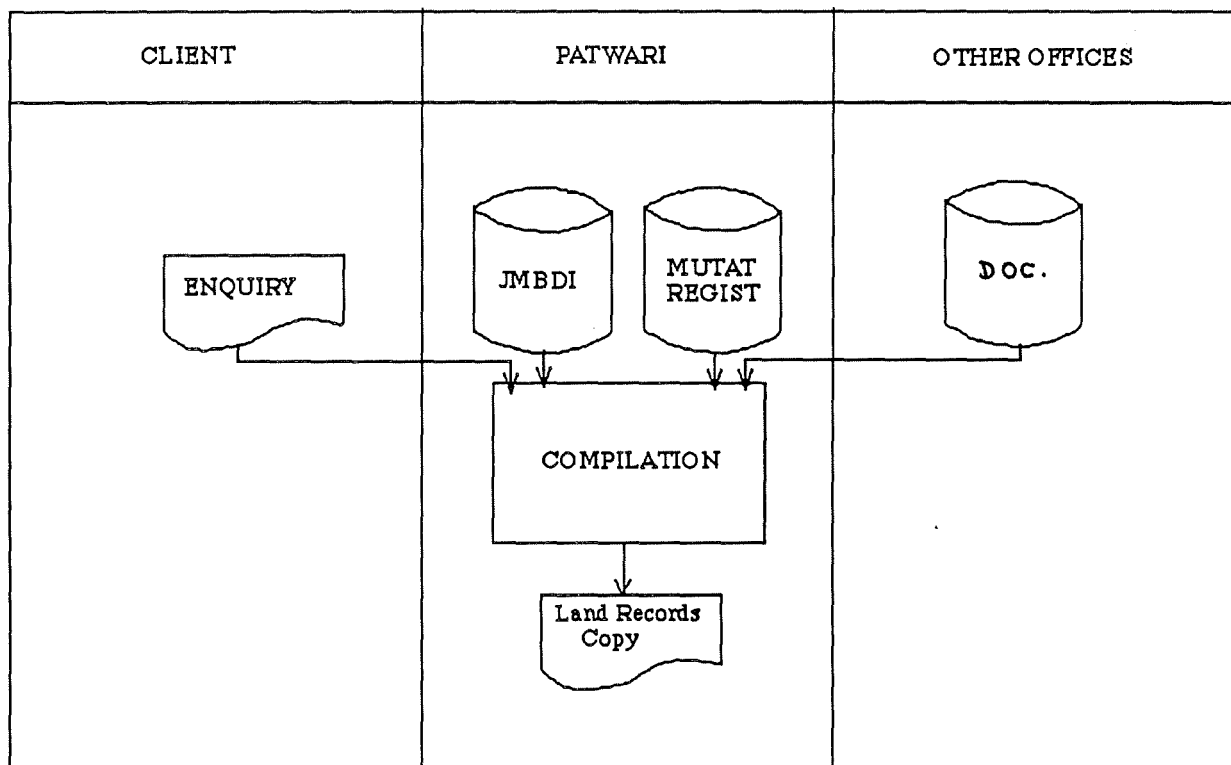 CLIENT
PATWARI
OTHER OFFICES
ENQUIRY
JMBDI
MUTAT
REGIST
DOC.
COMPILATION
Land Records
Copy